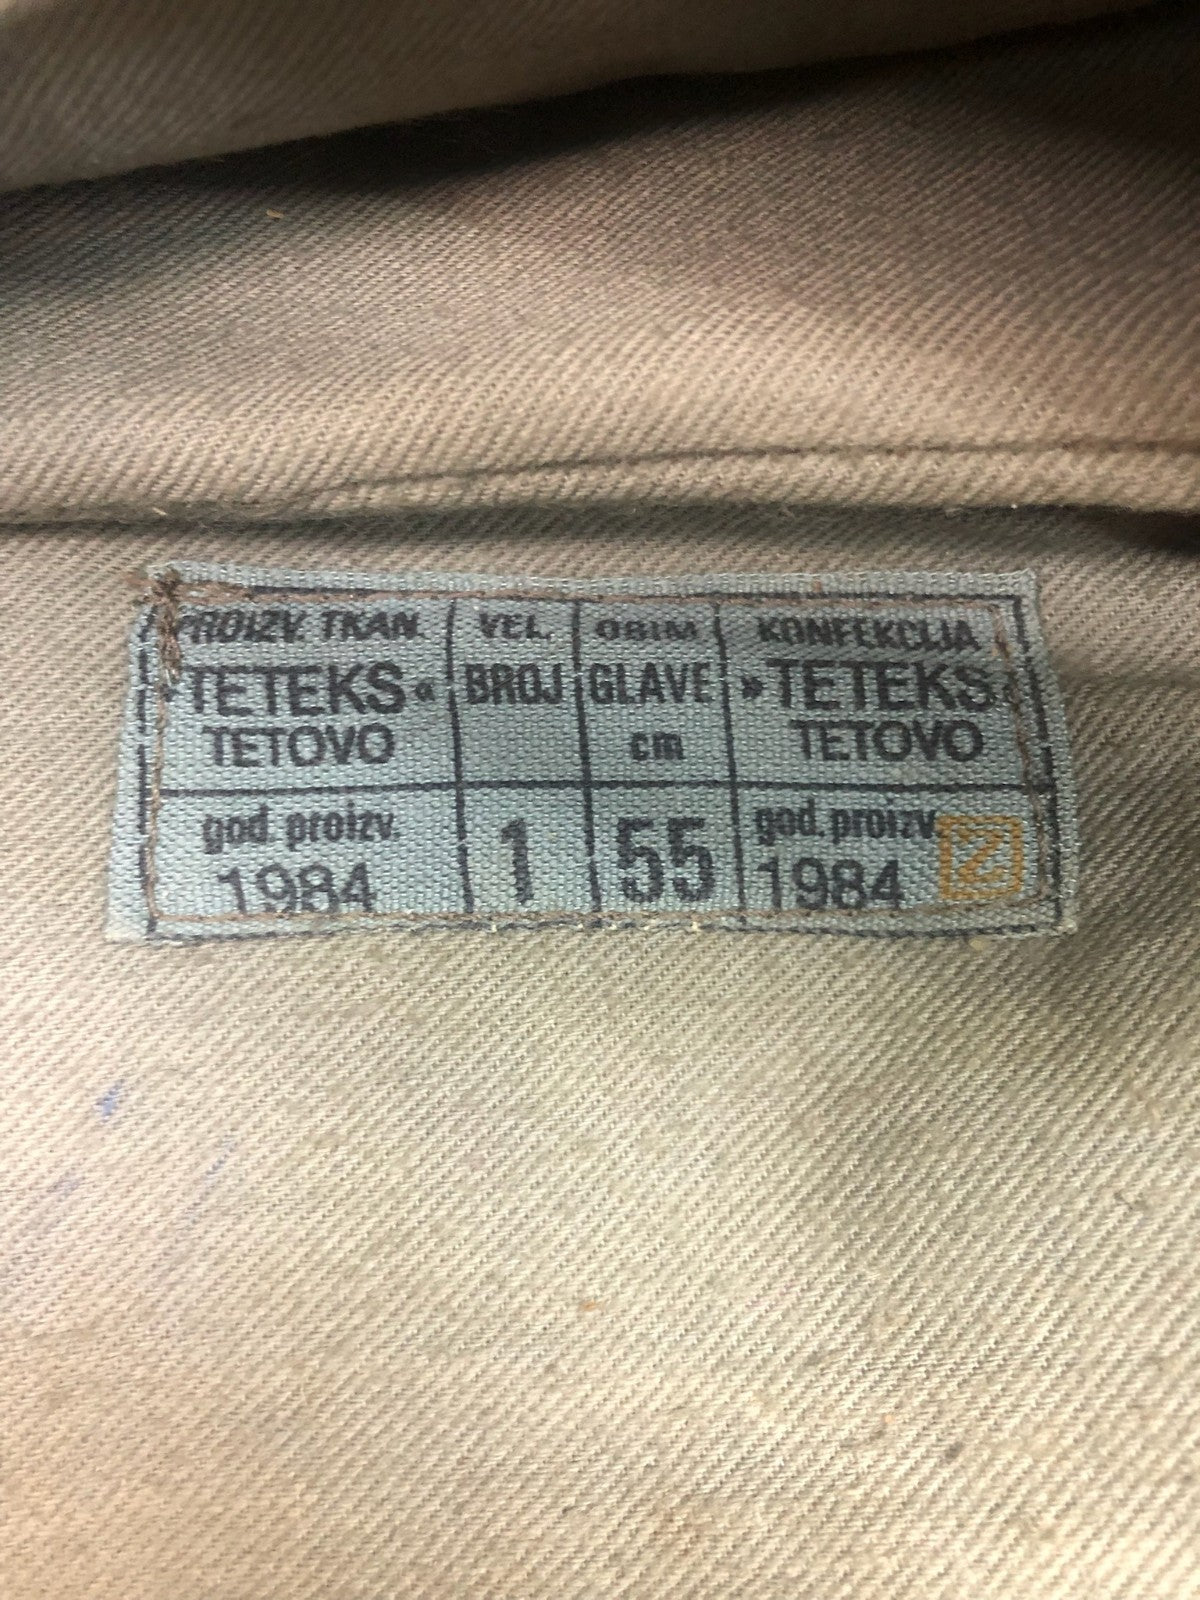 PROIZV. TKAN.
TETEKS«
TETOVO
god. proizv.
1984
VEL.
BROJ
1
OBIM
GLAVE
cm
55
KONFEKCIJA
»TETEKS
TETOVO
god. proizv.
1984
Z